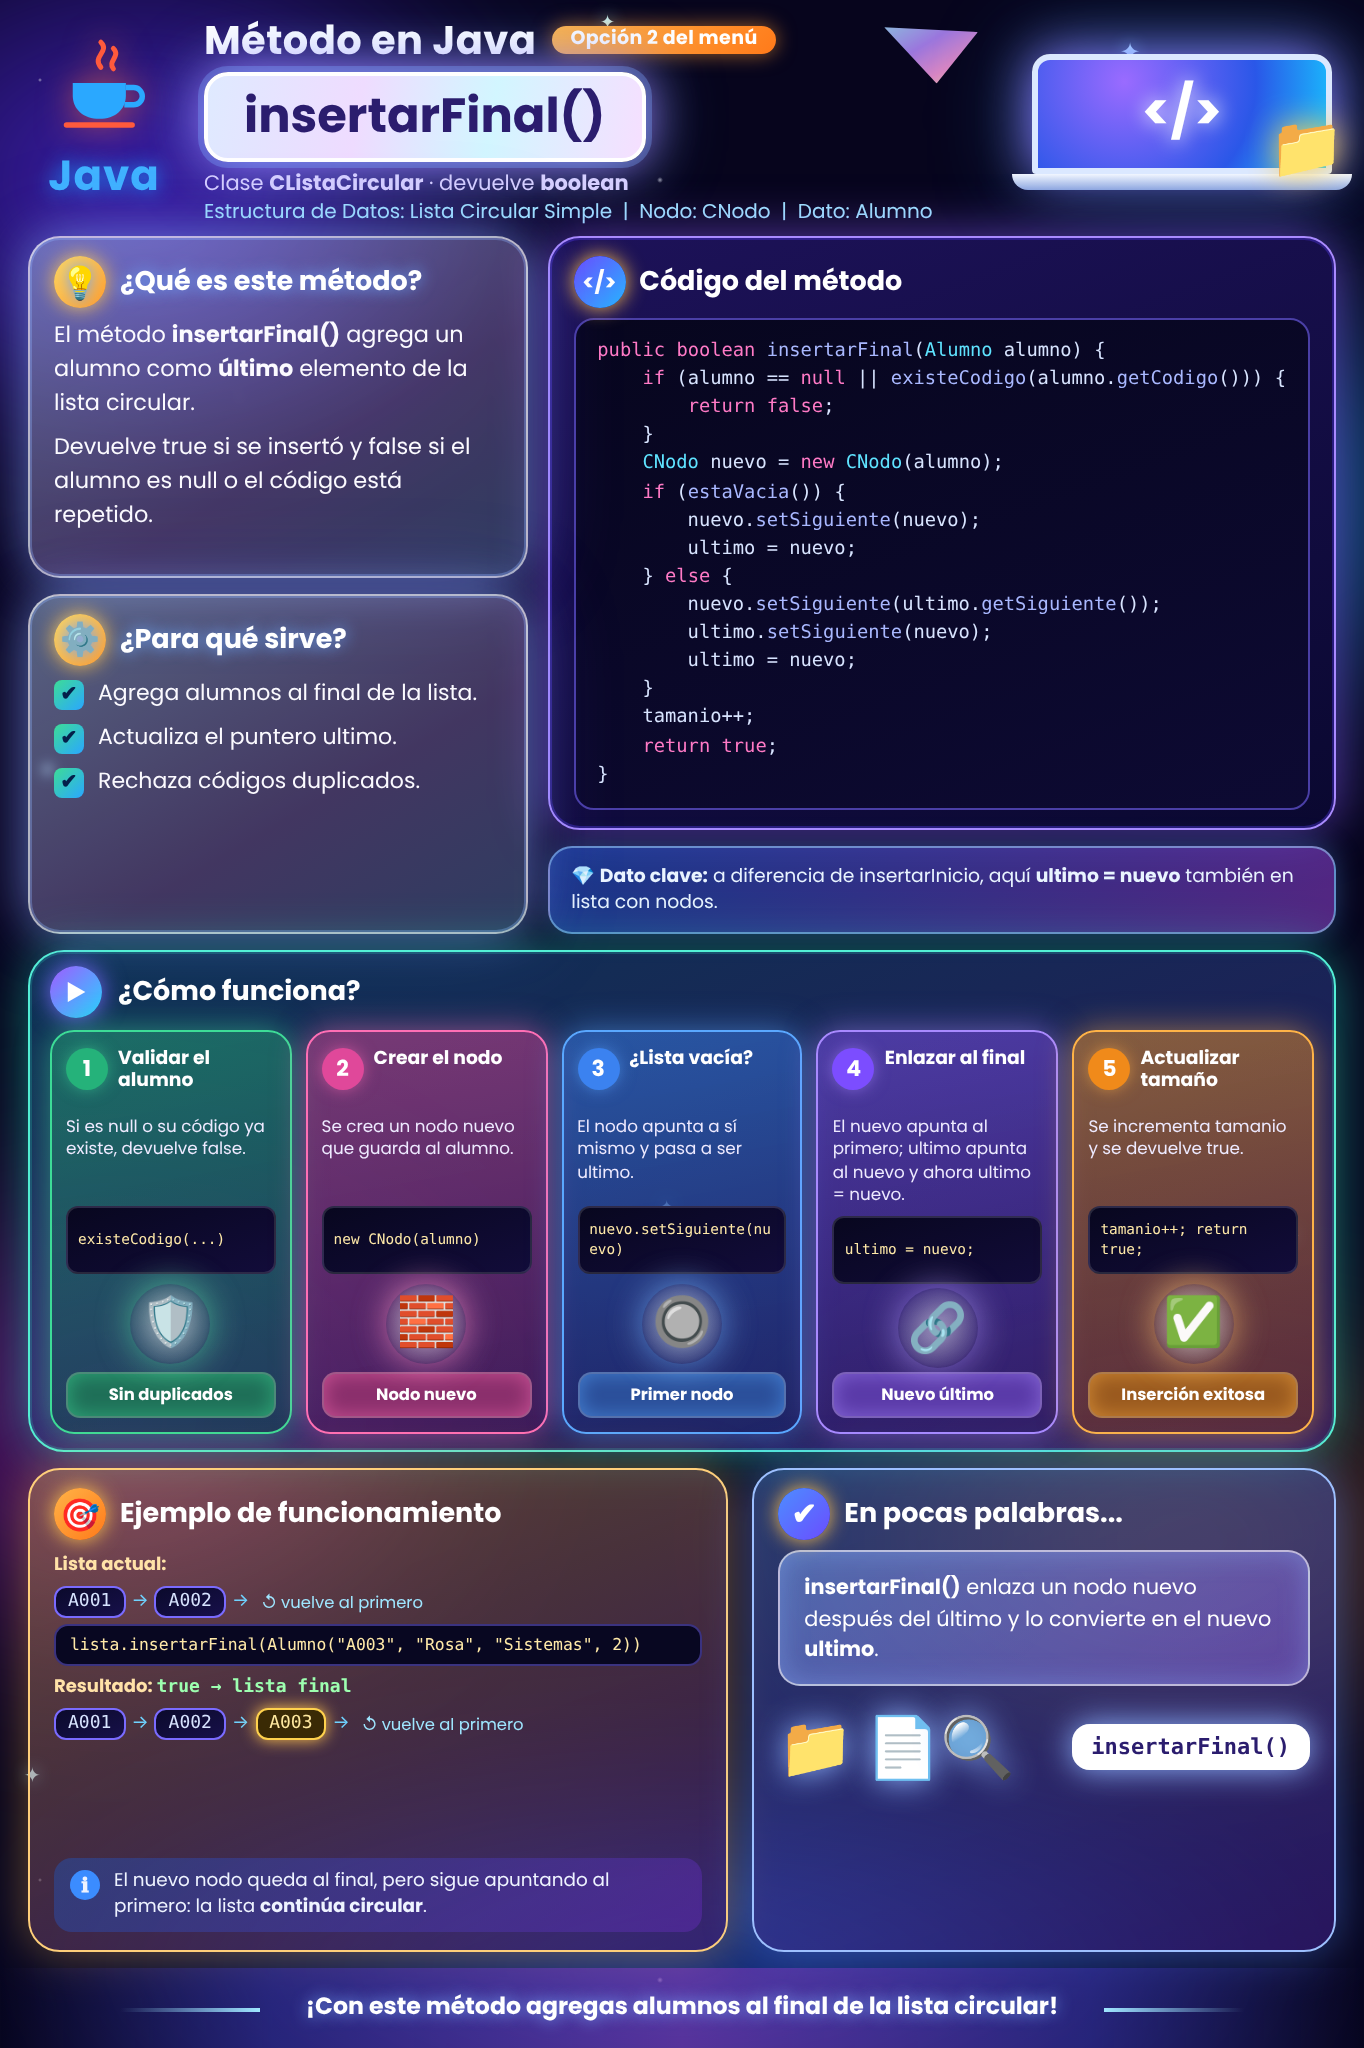 Java
Método en Java
Opción 2 del menú
insertarFinal()
Clase CListaCircular · devuelve boolean
Estructura de Datos: Lista Circular Simple | Nodo: CNodo | Dato: Alumno
</>
💡 ¿Qué es este método?
El método insertarFinal() agrega un
alumno como último elemento de la
lista circular.
Devuelve true si se insertó y false si el
alumno es null o el código está
repetido.
⚙️ ¿Para qué sirve?
✔ Agrega alumnos al final de la lista.
✔ Actualiza el puntero ultimo.
✔ Rechaza códigos duplicados.
</> Código del método
public boolean insertarFinal(Alumno alumno) {
    if (alumno == null || existeCodigo(alumno.getCodigo())) {
        return false;
    }
    CNodo nuevo = new CNodo(alumno);
    if (estaVacia()) {
        nuevo.setSiguiente(nuevo);
        ultimo = nuevo;
    } else {
        nuevo.setSiguiente(ultimo.getSiguiente());
        ultimo.setSiguiente(nuevo);
        ultimo = nuevo;
    }
    tamanio++;
    return true;
}
💎 Dato clave: a diferencia de insertarInicio, aquí ultimo = nuevo también en
lista con nodos.
▶ ¿Cómo funciona?
1 Validar el
alumno
Si es null o su código ya
existe, devuelve false.
existeCodigo(...)
Sin duplicados
2 Crear el nodo
Se crea un nodo nuevo
que guarda al alumno.
new CNodo(alumno)
Nodo nuevo
3 ¿Lista vacía?
El nodo apunta a sí
mismo y pasa a ser
ultimo.
nuevo.setSiguiente(nu
evo)
Primer nodo
4 Enlazar al final
El nuevo apunta al
primero; ultimo apunta
al nuevo y ahora ultimo
= nuevo.
ultimo = nuevo;
Nuevo último
5 Actualizar
tamaño
Se incrementa tamanio
y se devuelve true.
tamanio++; return
true;
Inserción exitosa
🎯 Ejemplo de funcionamiento
Lista actual:
A001 → A002 → ↺ vuelve al primero
lista.insertarFinal(Alumno("A003", "Rosa", "Sistemas", 2))
Resultado: true → lista final
A001 → A002 → A003 → ↺ vuelve al primero
ℹ El nuevo nodo queda al final, pero sigue apuntando al
primero: la lista continúa circular.
✔ En pocas palabras...
insertarFinal() enlaza un nodo nuevo
después del último y lo convierte en el nuevo
ultimo.
insertarFinal()
¡Con este método agregas alumnos al final de la lista circular!